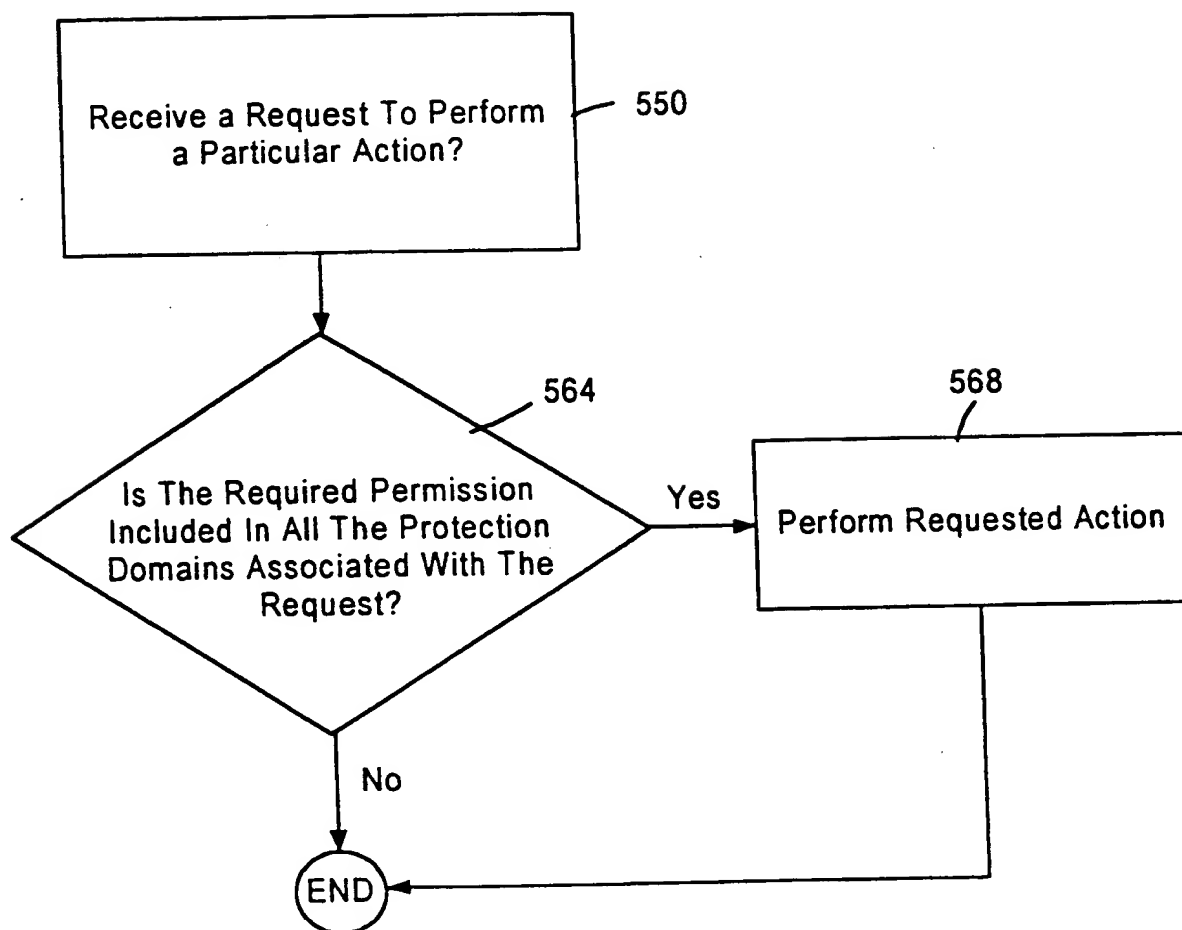 Receive a Request To Perform
a Particular Action?
550
564
Is The Required Permission
Included In All The Protection
Domains Associated With The
Request?
Yes
568
Perform Requested Action
No
END